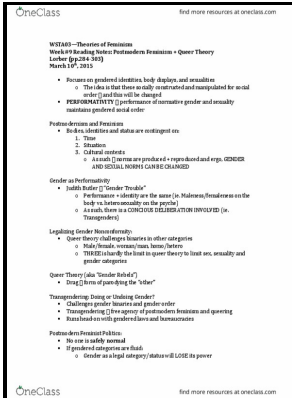 OneClass
find more resources at oneclass.com
WSTA03—Theories of Feminism
Week #9 Reading Notes: Postmodern Feminism + Queer Theory
Lorber (pp.284-303)
March 10th, 2015
• Focuses on gendered identities, body displays, and sexualities
o The idea is that these socially constructed and manipulated for social
order ▯ and this will be changed
• PERFORMATIVITY ▯ performance of normative gender and sexuality
maintains gendered social order
Postmodernism and Feminism
• Bodies, identities and status are contingent on:
1. Time
2. Situation
3. Cultural contexts
o As such ▯ norms are produced + reproduced and ergo, GENDER
AND SEXUAL NORMS CAN BE CHANGED
Gender as Performativity
• Judith Butler ▯ "Gender Trouble"
o Performance + identity are the same (ie. Maleness/femaleness on the
body vs. heterosexuality on the psyche)
o As such, there is a CONCIOUS DELIBERATION INVOLVED (ie.
Transgenders)
Legalizing Gender Nonconformity:
• Queer theory challenges binaries in other categories
o Male/female, woman/man, homo/hetero
o THREE is hardly the limit in queer theory to limit sex, sexuality and
gender categories
Queer Theory (aka "Gender Rebels")
• Drag ▯ form of parodying the "other"
Transgendering: Doing or Undoing Gender?
• Challenges gender binaries and gender order
• Transgendering ▯ free agency of postmodern feminism and queering
• Runs head-on with gendered laws and bureaucracies
Postmodern Feminist Politics:
• No one is safely normal
• If gendered categories are fluid:
o Gender as a legal category/status will LOSE its power
OneClass
find more resources at oneclass.com